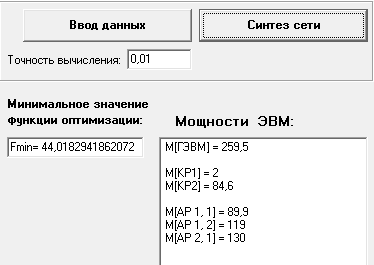 Ввод данных
Синтез сети
Точность вычисления: 0,01
Минимальное значение
функции оптимизации:
Fmin= 44,0182941862072
Мощности ЭВМ:
М[ГЭВМ] = 259,5
М[КР1] = 2
М[КР2] = 84,6
М[АР 1, 1] = 89,9
М[АР 1, 2] = 119
М[АР 2, 1] = 130